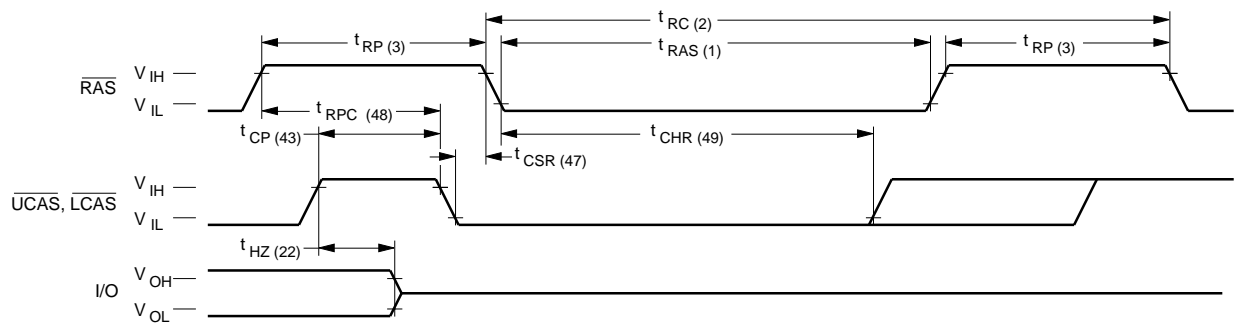 t RC (2)
t RP (3) t RAS (1) t RP (3)
RAS V IH
V IL
t RPC (48)
t CP (43) t CHR (49)
t CSR (47)
UCAS, LCAS V IH
V IL
t HZ (22)
I/O V OH
V OL